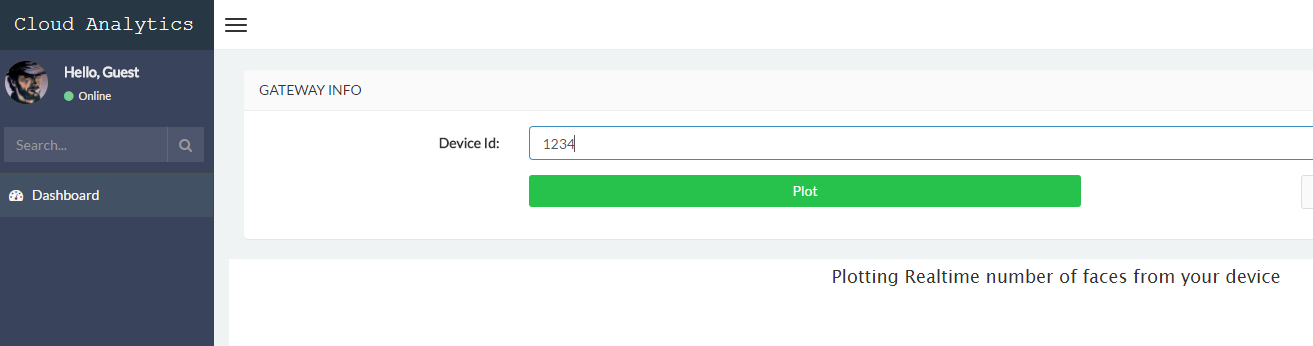 Cloud Analytics
Hello, Guest
Online
Search...
Dashboard
GATEWAY INFO
Device Id:
1234
Plot
Plotting Realtime number of faces from your device